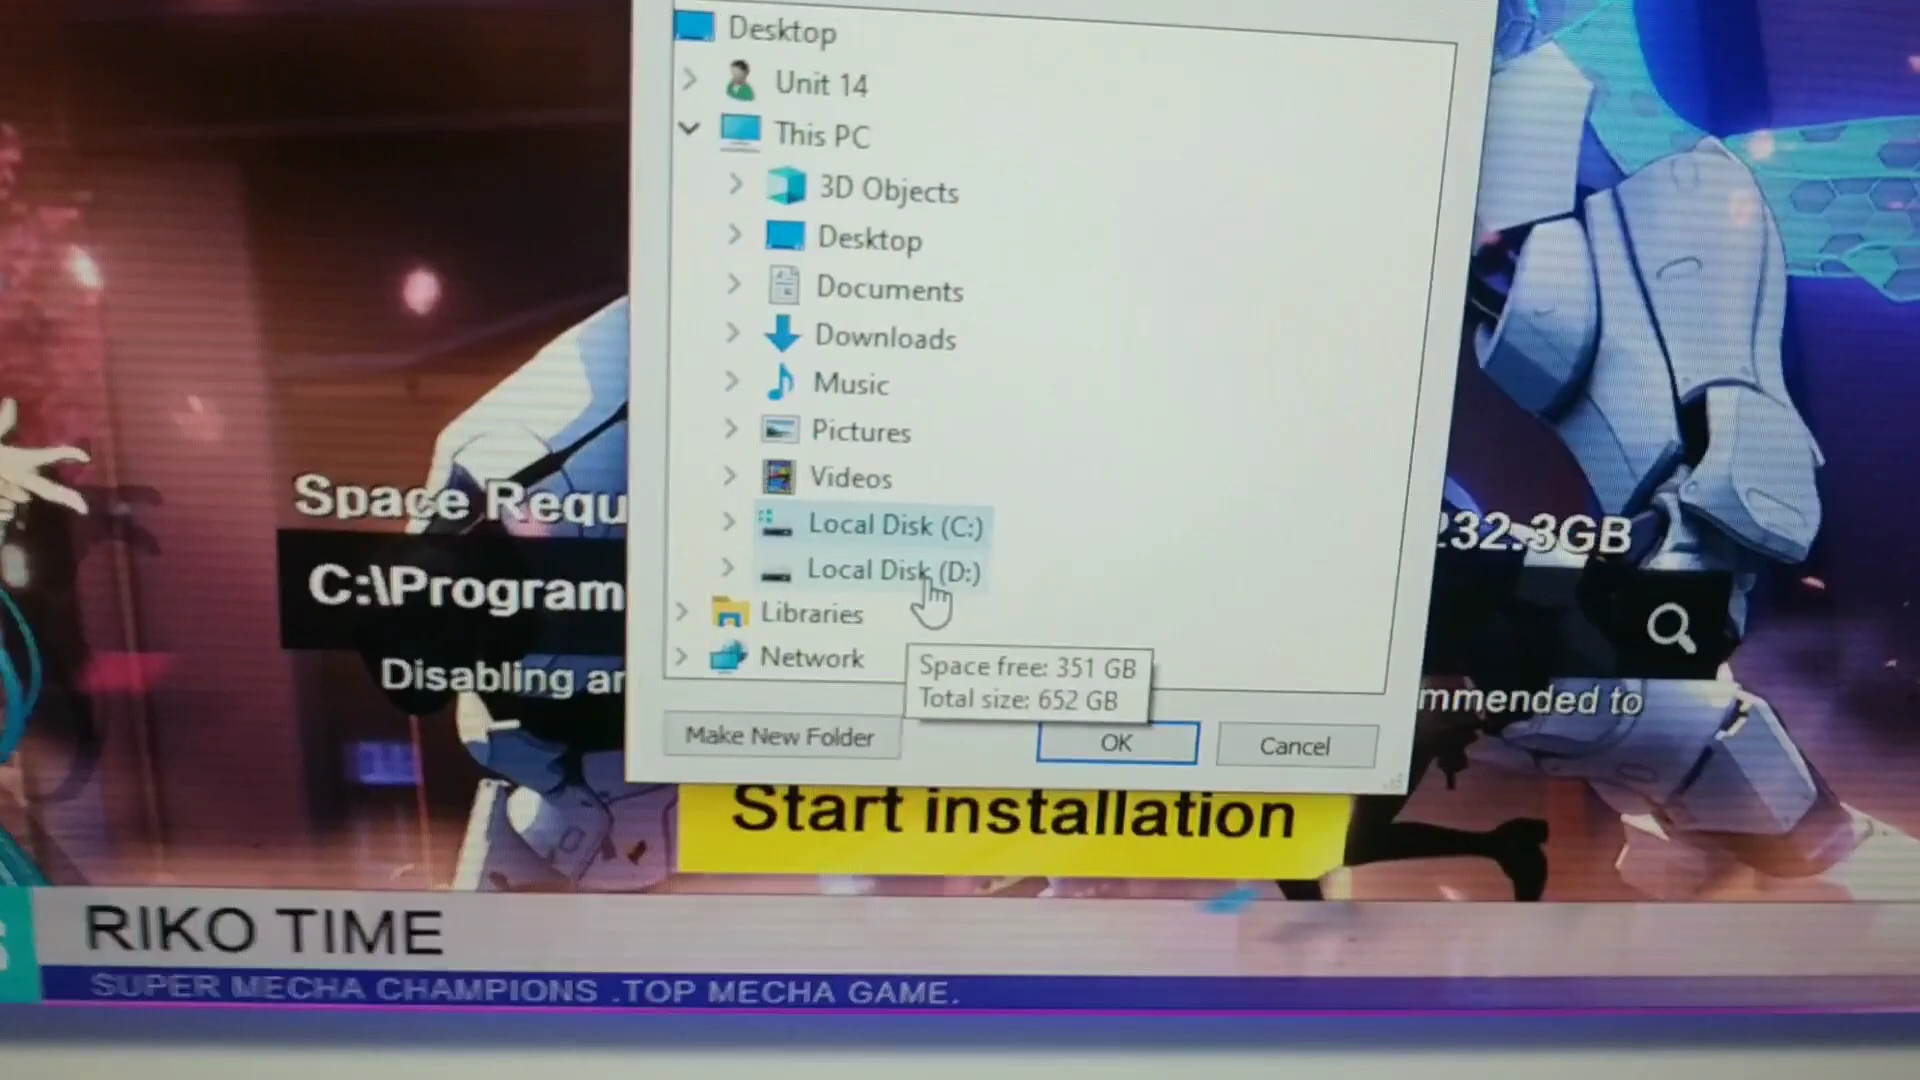 Desktop
Unit 14
This PC
3D Objects
Desktop
Documents
Downloads
Music
Pictures
Videos
Local Disk (C:)
Local Disk (D:)
Libraries
Network
Space free: 351 GB
Total size: 652 GB
Make New Folder
OK
Cancel
Space Requ
232.3GB
C:\Program
Disabling an
mmended to
Start installation
RIKO TIME
SUPER MECHA CHAMPIONS .TOP MECHA GAME.